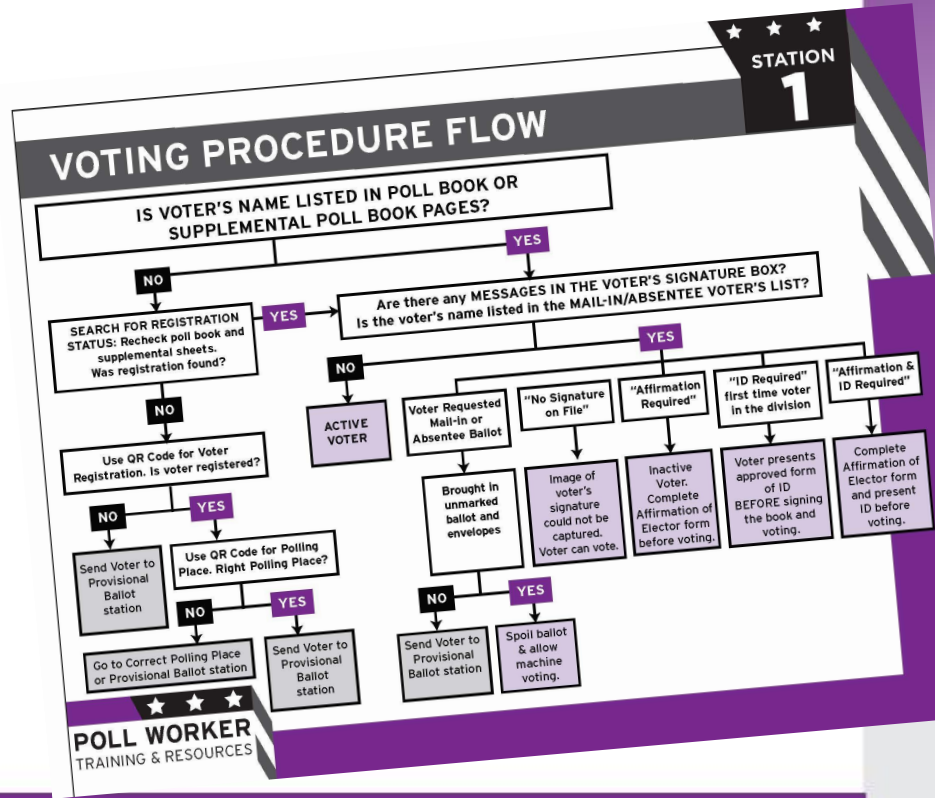 STATION
1
VOTING PROCEDURE FLOW
IS VOTER'S NAME LISTED IN POLL BOOK OR
SUPPLEMENTAL POLL BOOK PAGES?
NO
YES
SEARCH FOR REGISTRATION
STATUS: Recheck poll book and
supplemental sheets.
Was registration found?
YES
Are there any MESSAGES IN THE VOTER'S SIGNATURE BOX?
Is the voter's name listed in the MAIL-IN/ABSENTEE VOTER'S LIST?
NO
Use QR Code for Voter
Registration. Is voter registered?
NO
YES
Send Voter to
Provisional
Ballot
station
Use QR Code for Polling
Place. Right Polling Place?
NO
YES
Go to Correct Polling Place
or Provisional Ballot station
Send Voter to
Provisional
Ballot
station
NO
YES
ACTIVE
VOTER
Voter Requested
Mail-in or
Absentee Ballot
"No Signature
on File"
"Affirmation
Required"
"ID Required"
first time voter
in the division
"Affirmation &
ID Required"
Brought in
unmarked
ballot and
envelopes
Image of
voter's
signature
could not be
captured.
Voter can vote.
Inactive
Voter.
Complete
Affirmation of
Elector form
before voting.
Voter presents
approved form
of ID
BEFORE signing
the book and
voting.
Complete
Affirmation of
Elector form
and present
ID before
voting.
NO
YES
Send Voter to
Provisional
Ballot station
Spoil ballot
& allow
machine
voting.
POLL WORKER
TRAINING & RESOURCES